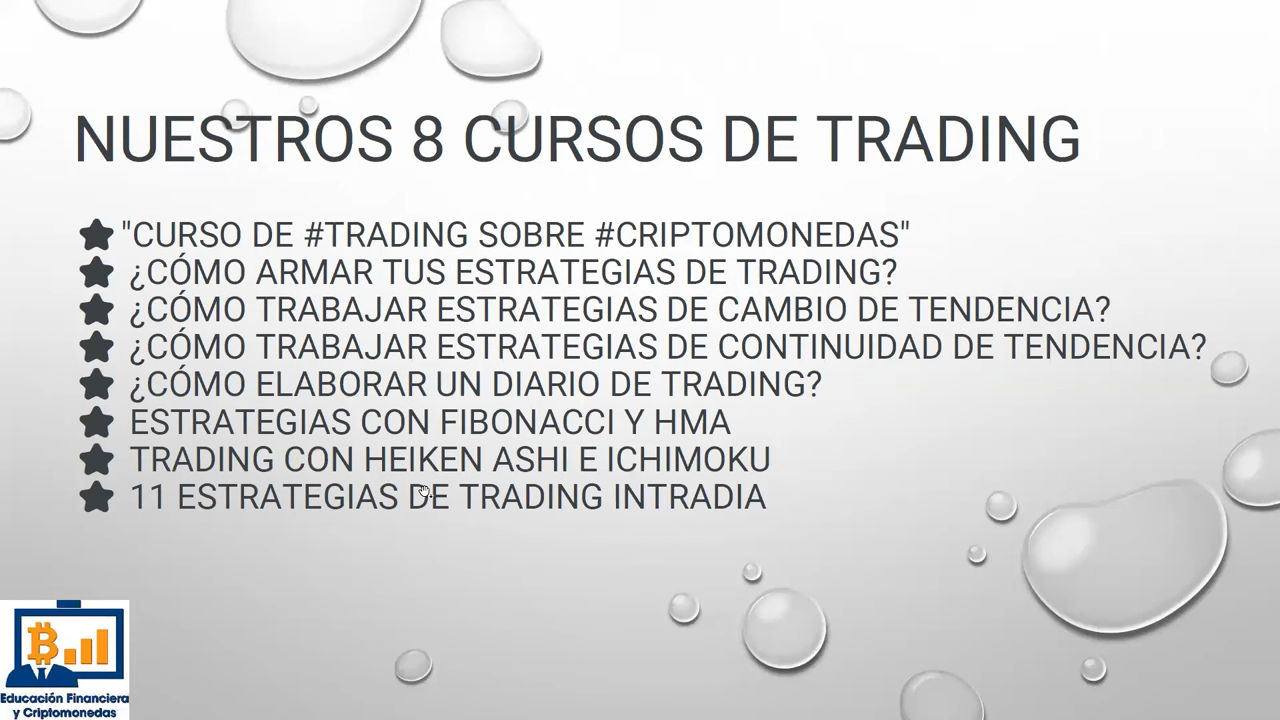 NUESTROS 8 CURSOS DE TRADING
"CURSO DE #TRADING SOBRE #CRIPTOMONEDAS"
¿CÓMO ARMAR TUS ESTRATEGIAS DE TRADING?
¿CÓMO TRABAJAR ESTRATEGIAS DE CAMBIO DE TENDENCIA?
¿CÓMO TRABAJAR ESTRATEGIAS DE CONTINUIDAD DE TENDENCIA?
¿CÓMO ELABORAR UN DIARIO DE TRADING?
ESTRATEGIAS CON FIBONACCI Y HMA
TRADING CON HEIKEN ASHI E ICHIMOKU
11 ESTRATEGIAS DE TRADING INTRADIA
Educación Financiera
y Criptomonedas